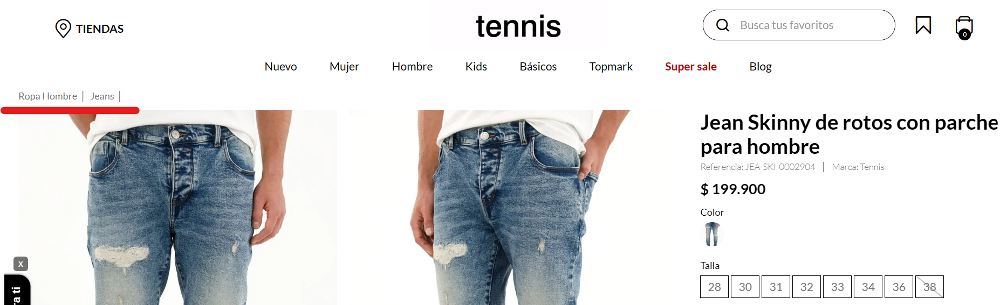 TIENDAS
tennis
Busca tus favoritos
0
Nuevo Mujer Hombre Kids Básicos Topmark Super sale Blog
Ropa Hombre | Jeans |
Jean Skinny de rotos con parche
para hombre
Referencia: JEA-SKI-0002904 | Marca: Tennis
$ 199.900
Color
Talla
28 30 31 32 33 34 36 38
x
ra ti